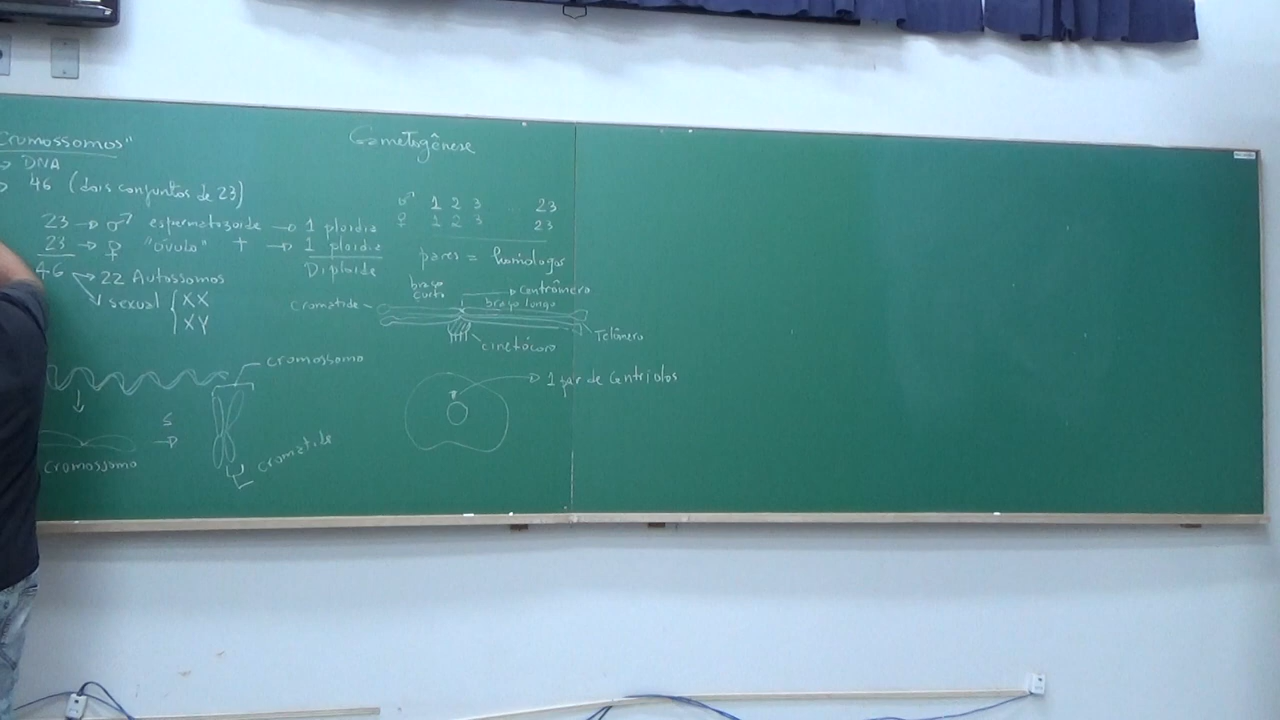 Cromossomos"
→ DNA
→ 46 (dois conjuntos de 23)
23 → ♂ espermatozoide → 1 ploidia
23 → ♀ "óvulo" + → 1 ploidia
46 Diploide
→ 22 Autossomos
sexual { XX
XY
cromossomo
S
→
cromossomo
cromatide
Gametogênese
♂ 1 2 3 23
♀ 1 2 3 23
pares = homólogos
braço
curto
centrômero
braço longo
cromatide
Telômero
cinetócoro
1 par de Centriolos